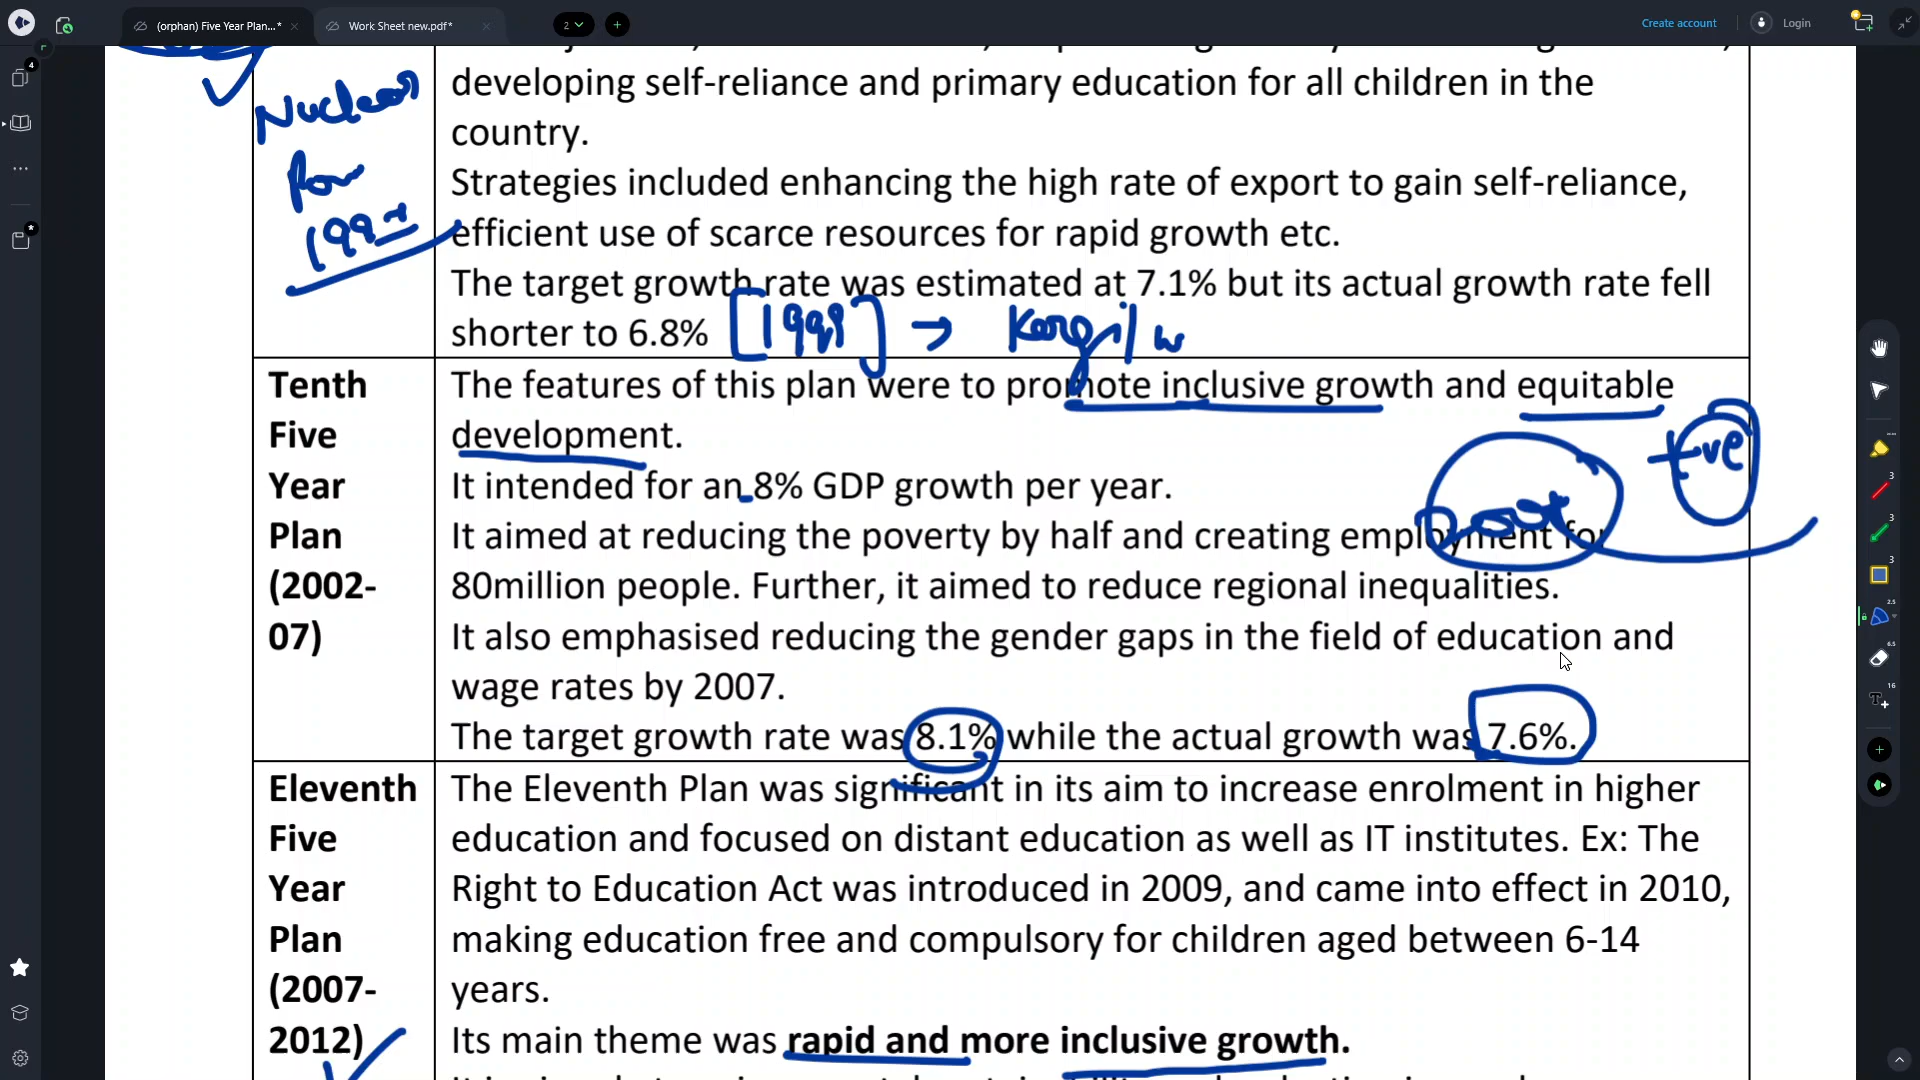 (orphan) Five Year Plan...*
Work Sheet new.pdf*
2
Create account
Login
developing self-reliance and primary education for all children in the
country.
Strategies included enhancing the high rate of export to gain self-reliance,
efficient use of scarce resources for rapid growth etc.
The target growth rate was estimated at 7.1% but its actual growth rate fell
shorter to 6.8% [1999] → Kargil w
Nuclear
Tenth
Five
Year
Plan
(2002-
07)
The features of this plan were to promote inclusive growth and equitable
development.
It intended for an 8% GDP growth per year.
+ve
It aimed at reducing the poverty by half and creating employment for
80million people. Further, it aimed to reduce regional inequalities.
It also emphasised reducing the gender gaps in the field of education and
wage rates by 2007.
The target growth rate was 8.1% while the actual growth was 7.6%.
Eleventh
Five
Year
Plan
(2007-
2012)
The Eleventh Plan was significant in its aim to increase enrolment in higher
education and focused on distant education as well as IT institutes. Ex: The
Right to Education Act was introduced in 2009, and came into effect in 2010,
making education free and compulsory for children aged between 6-14
years.
Its main theme was rapid and more inclusive growth.